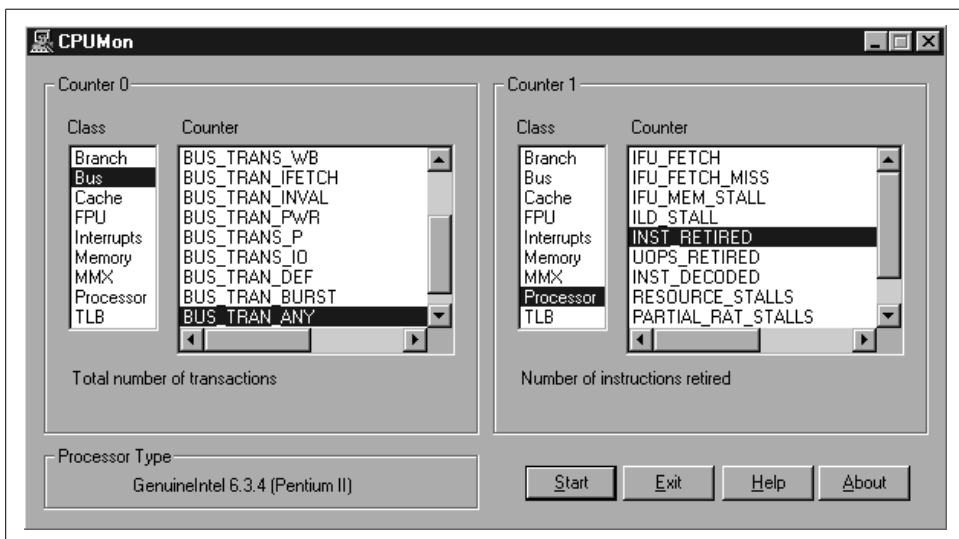 CPUMon
Counter 0
Class Counter
Branch
Bus
Cache
FPU
Interrupts
Memory
MMX
Processor
TLB
BUS_TRANS_WB
BUS_TRAN_IFETCH
BUS_TRAN_INVAL
BUS_TRAN_PWR
BUS_TRANS_P
BUS_TRANS_IO
BUS_TRAN_DEF
BUS_TRAN_BURST
BUS_TRAN_ANY
Total number of transactions
Counter 1
Class Counter
Branch
Bus
Cache
FPU
Interrupts
Memory
MMX
Processor
TLB
IFU_FETCH
IFU_FETCH_MISS
IFU_MEM_STALL
ILD_STALL
INST_RETIRED
UOPS_RETIRED
INST_DECODED
RESOURCE_STALLS
PARTIAL_RAT_STALLS
Number of instructions retired
Processor Type
GenuineIntel 6.3.4 (Pentium II)
Start Exit Help About